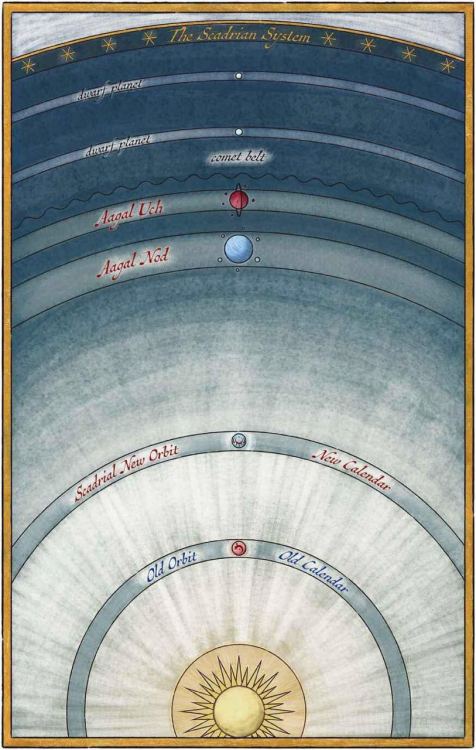 The Scadrian System
dwarf planet
dwarf planet
comet belt
Aagal Uch
Aagal Nod
Scadrial New Orbit
New Calendar
Old Orbit
Old Calendar